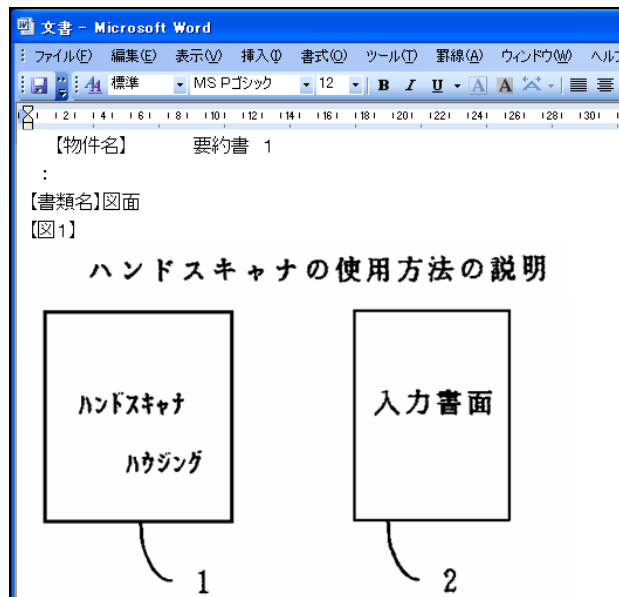 文書 - Microsoft Word
ファイル(F) 編集(E) 表示(V) 挿入(I) 書式(O) ツール(T) 罫線(A) ウィンドウ(W)
標準 MS Pゴシック 12 B I U A A
【物件名】 要約書 1
:
【書類名】図面
【図1】
ハンドスキャナの使用方法の説明
ハンドスキャナ
ハウジング
入力書面
1 2